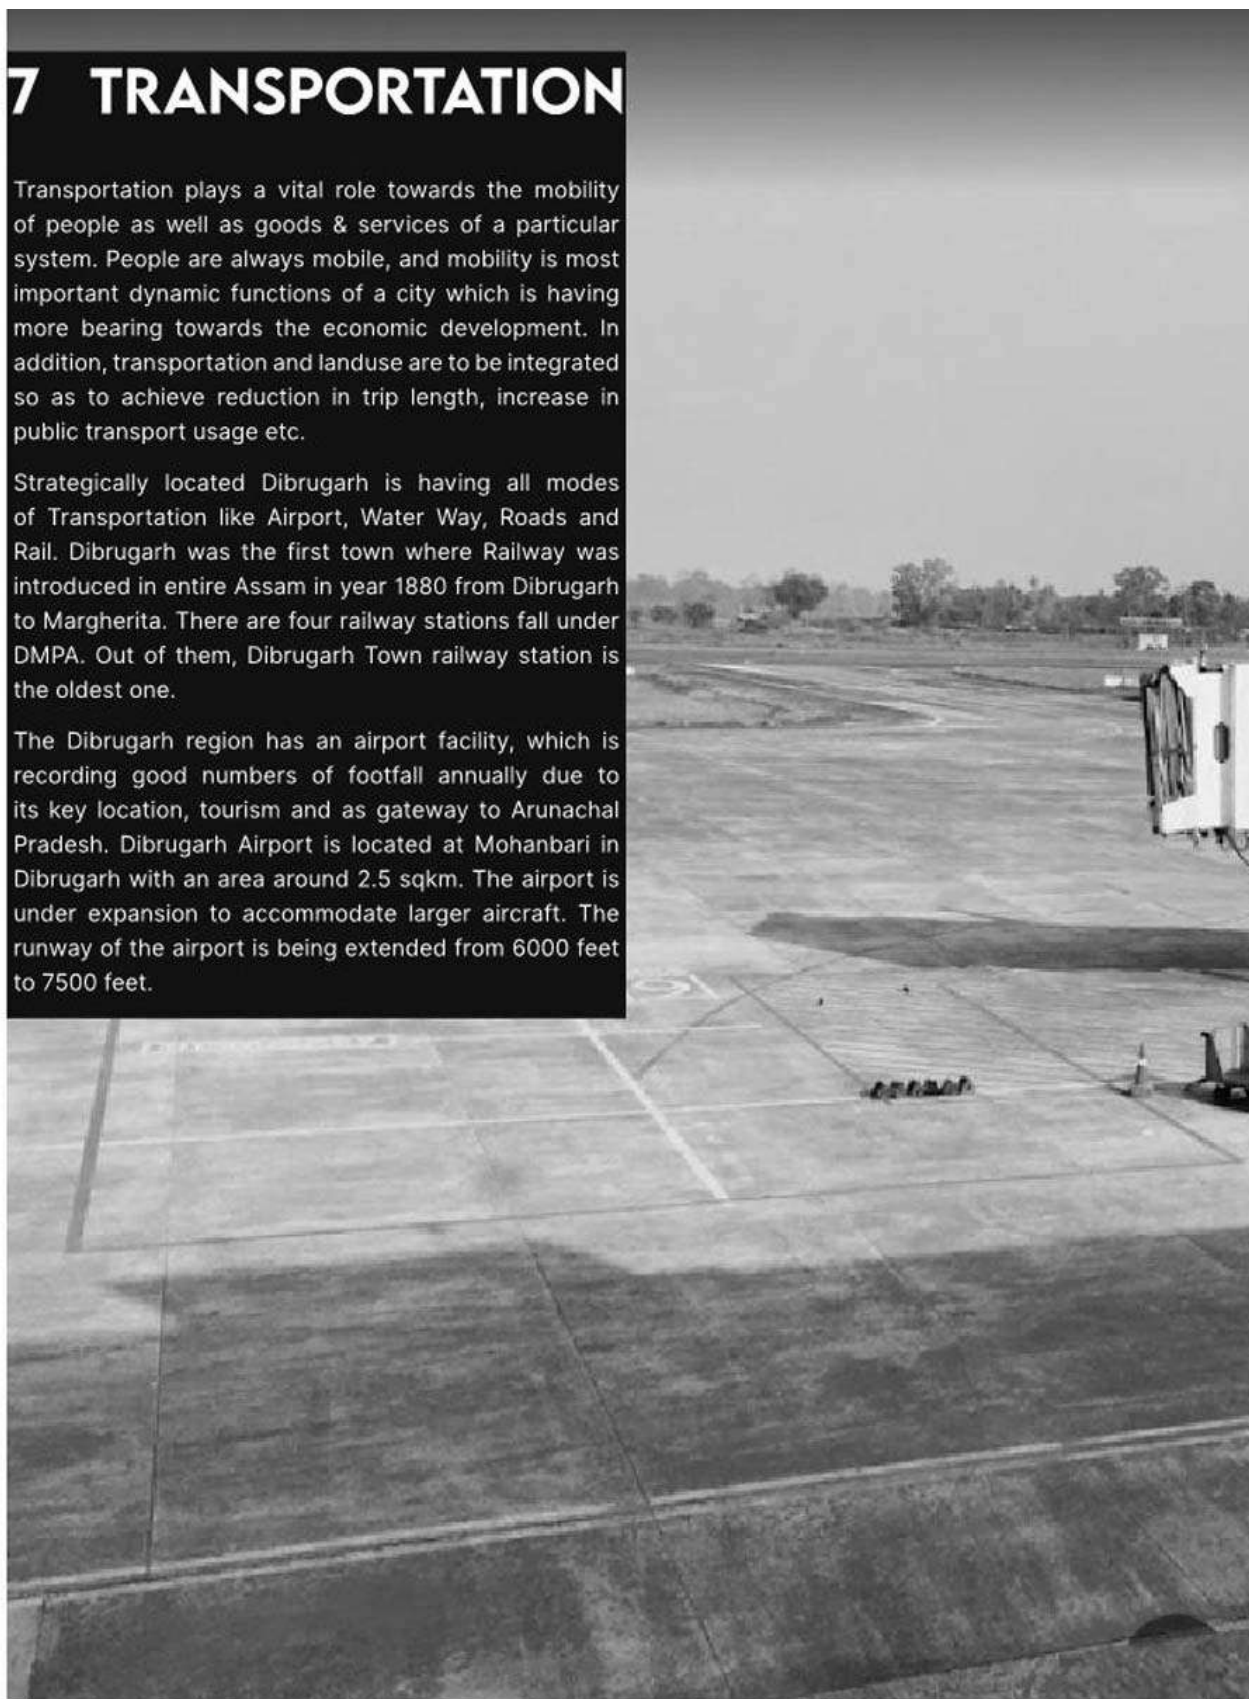 7 TRANSPORTATION
Transportation plays a vital role towards the mobility
of people as well as goods & services of a particular
system. People are always mobile, and mobility is most
important dynamic functions of a city which is having
more bearing towards the economic development. In
addition, transportation and landuse are to be integrated
so as to achieve reduction in trip length, increase in
public transport usage etc.
Strategically located Dibrugarh is having all modes
of Transportation like Airport, Water Way, Roads and
Rail. Dibrugarh was the first town where Railway was
introduced in entire Assam in year 1880 from Dibrugarh
to Margherita. There are four railway stations fall under
DMPA. Out of them, Dibrugarh Town railway station is
the oldest one.
The Dibrugarh region has an airport facility, which is
recording good numbers of footfall annually due to
its key location, tourism and as gateway to Arunachal
Pradesh. Dibrugarh Airport is located at Mohanbari in
Dibrugarh with an area around 2.5 sqkm. The airport is
under expansion to accommodate larger aircraft. The
runway of the airport is being extended from 6000 feet
to 7500 feet.